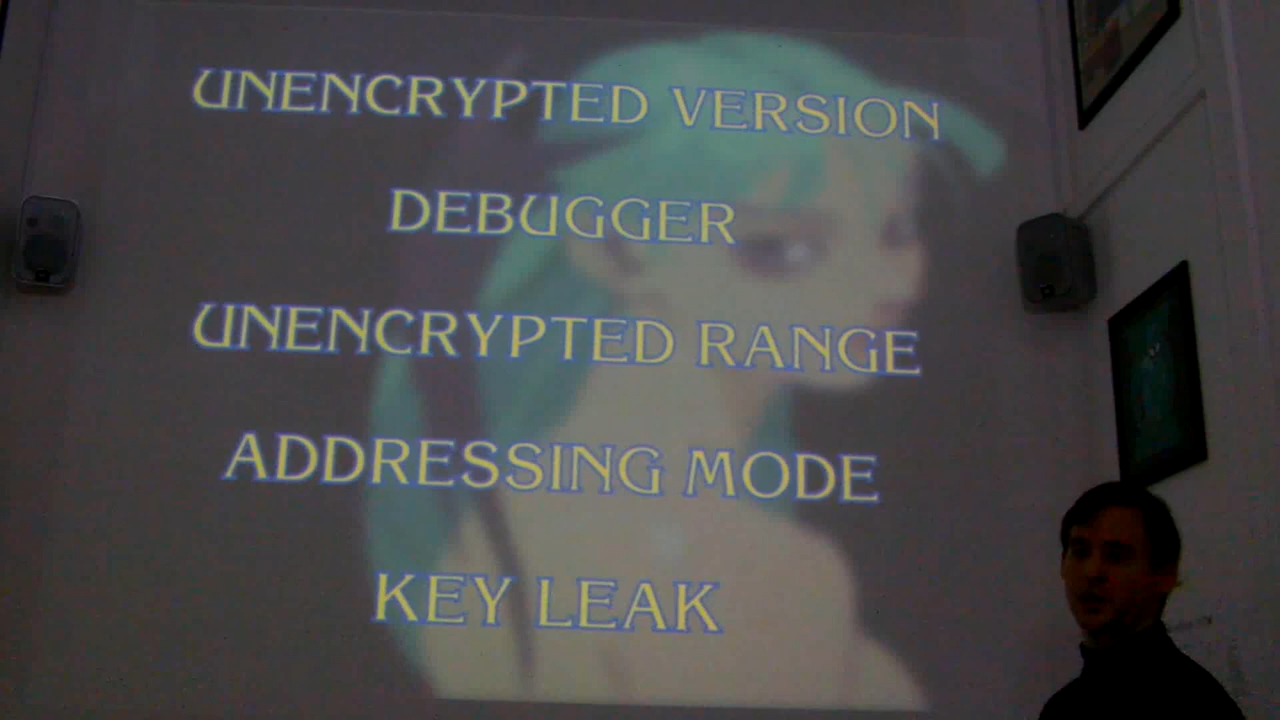 UNENCRYPTED VERSION
DEBUGGER
UNENCRYPTED RANGE
ADDRESSING MODE
KEY LEAK